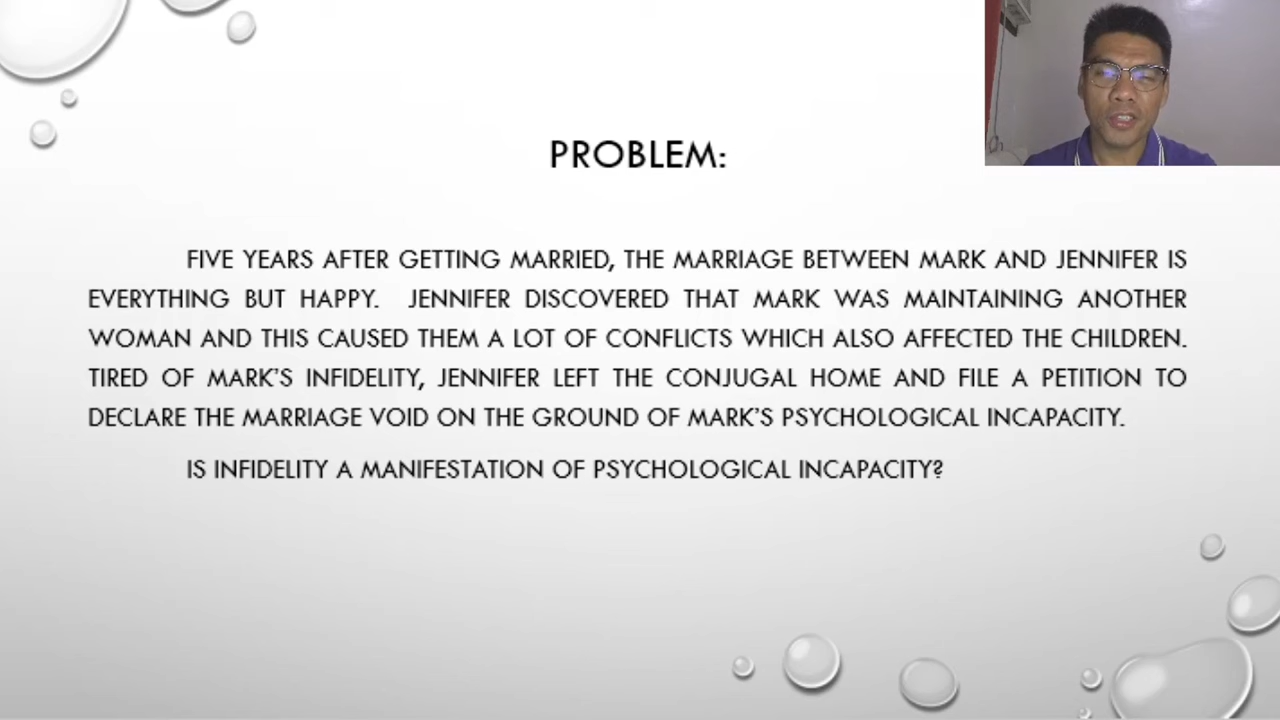 PROBLEM:
FIVE YEARS AFTER GETTING MARRIED, THE MARRIAGE BETWEEN MARK AND JENNIFER IS
EVERYTHING BUT HAPPY. JENNIFER DISCOVERED THAT MARK WAS MAINTAINING ANOTHER
WOMAN AND THIS CAUSED THEM A LOT OF CONFLICTS WHICH ALSO AFFECTED THE CHILDREN.
TIRED OF MARK'S INFIDELITY, JENNIFER LEFT THE CONJUGAL HOME AND FILE A PETITION TO
DECLARE THE MARRIAGE VOID ON THE GROUND OF MARK'S PSYCHOLOGICAL INCAPACITY.
IS INFIDELITY A MANIFESTATION OF PSYCHOLOGICAL INCAPACITY?